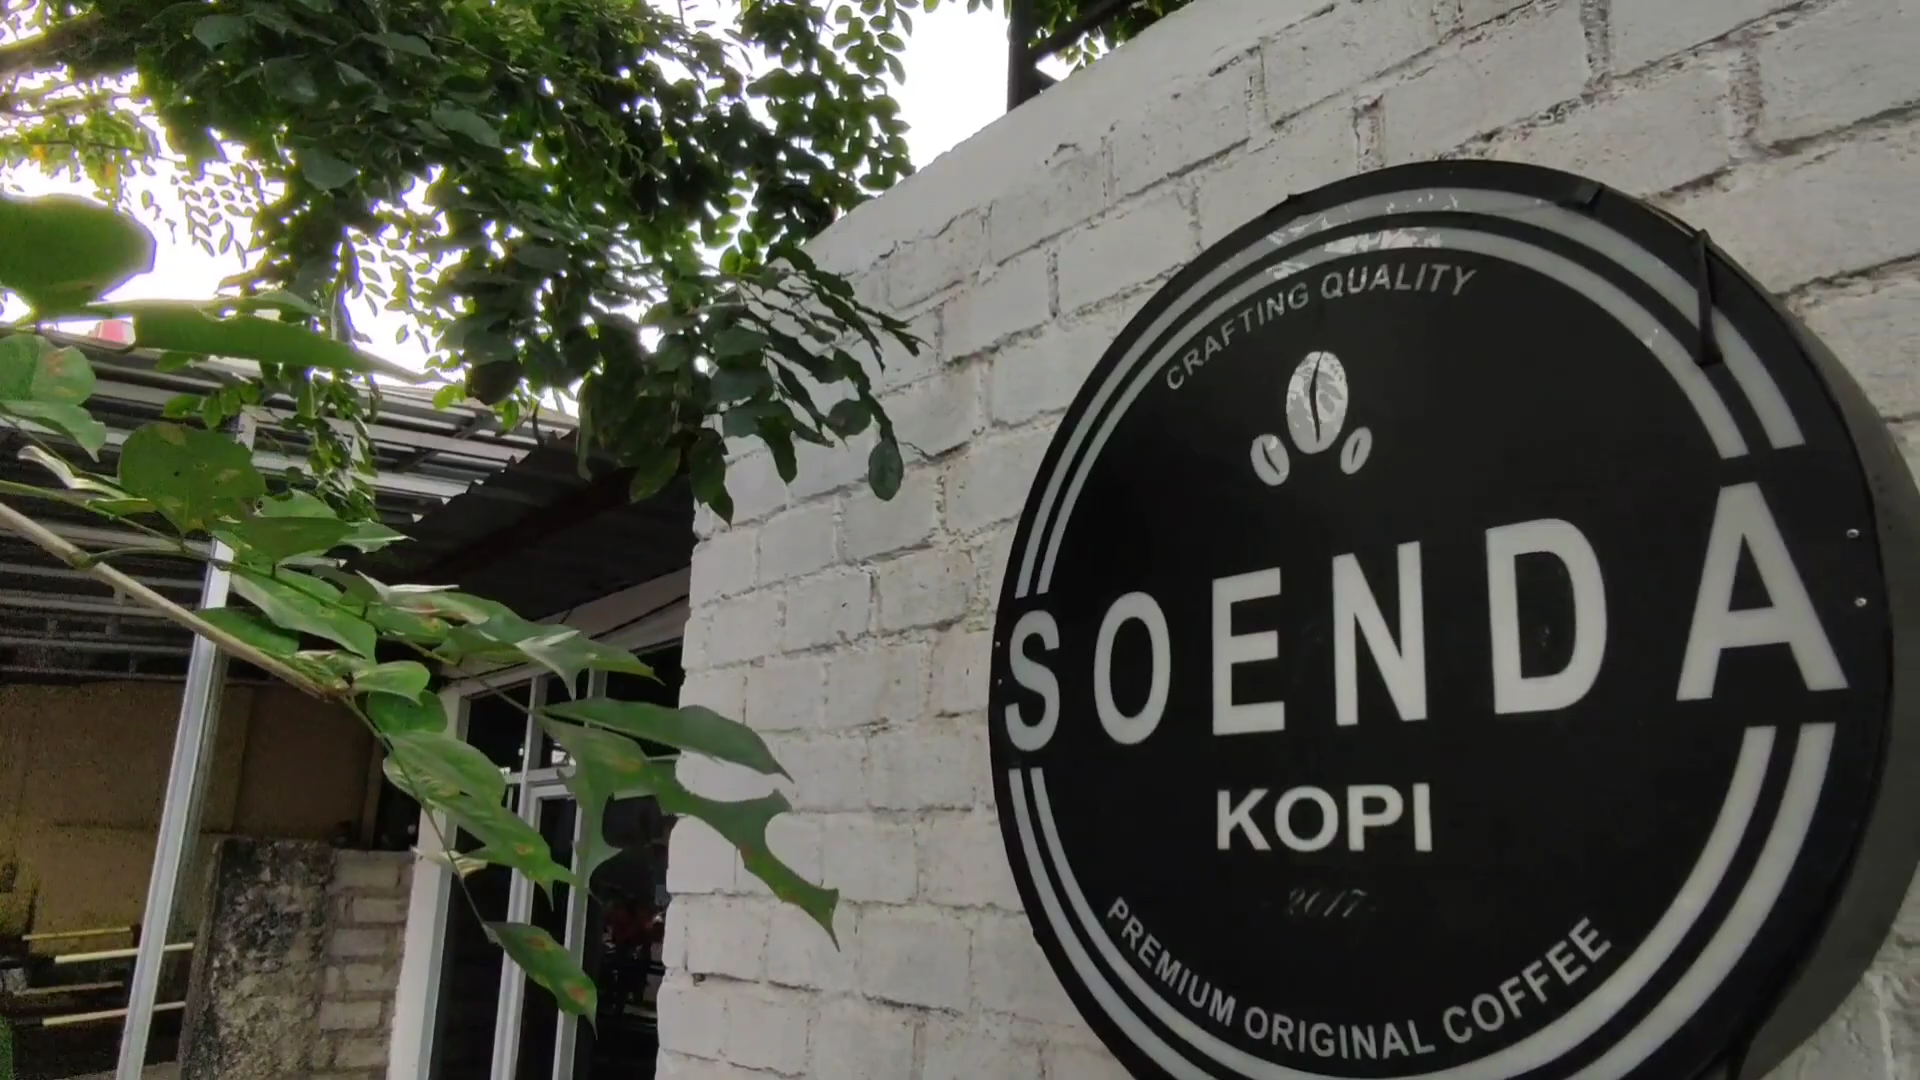 CRAFTING QUALITY
SOENDA
KOPI
- 2017 -
PREMIUM ORIGINAL COFFEE